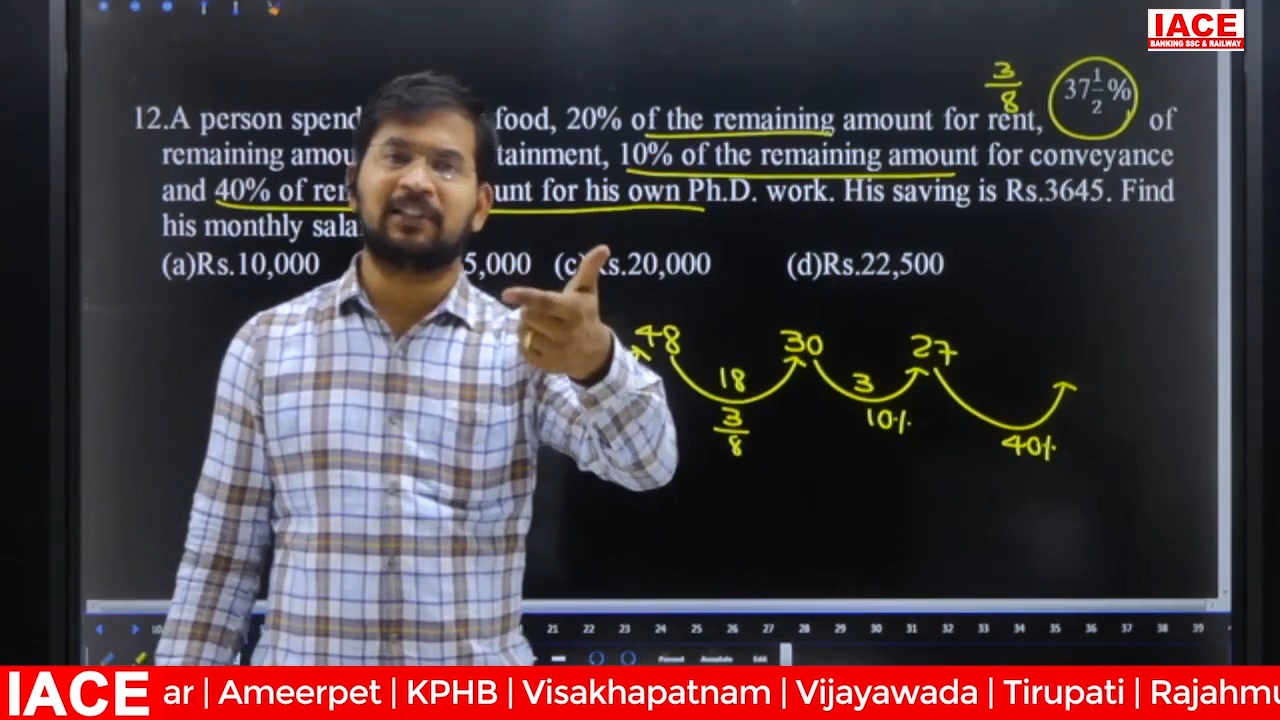 IACE
BANKING SSC & RAILWAY
3/8
12.A person spend food, 20% of the remaining amount for rent, 37 1/2 % of
remaining amou tainment, 10% of the remaining amount for conveyance
and 40% of re unt for his own Ph.D. work. His saving is Rs.3645. Find
his monthly sala
(a)Rs.10,000 5,000 (c)Rs.20,000 (d)Rs.22,500
48 30 27
18 3
3/8 10% 40%
21 22 23 24 25 26 27 28 29 30 31 32 33 34 35 36 37 38 39
IACE ar | Ameerpet | KPHB | Visakhapatnam | Vijayawada | Tirupati | Rajahmu